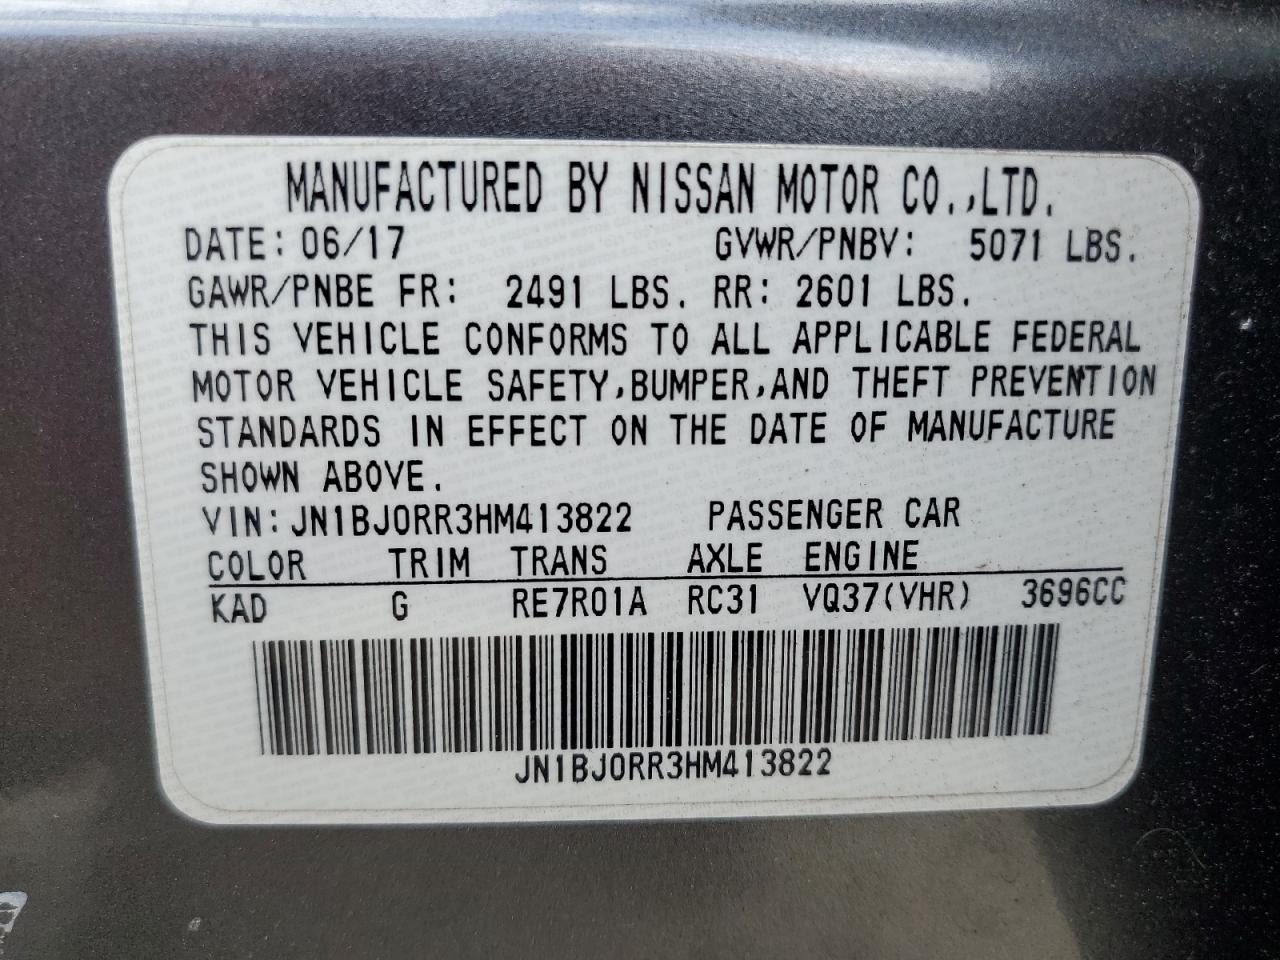 MANUFACTURED BY NISSAN MOTOR CO.,LTD.
DATE: 06/17 GVWR/PNBV: 5071 LBS.
GAWR/PNBE FR: 2491 LBS. RR: 2601 LBS.
THIS VEHICLE CONFORMS TO ALL APPLICABLE FEDERAL
MOTOR VEHICLE SAFETY,BUMPER,AND THEFT PREVENTION
STANDARDS IN EFFECT ON THE DATE OF MANUFACTURE
SHOWN ABOVE.
VIN: JN1BJ0RR3HM413822 PASSENGER CAR
COLOR TRIM TRANS AXLE ENGINE
KAD G RE7R01A RC31 VQ37(VHR) 3696CC
JN1BJ0RR3HM413822